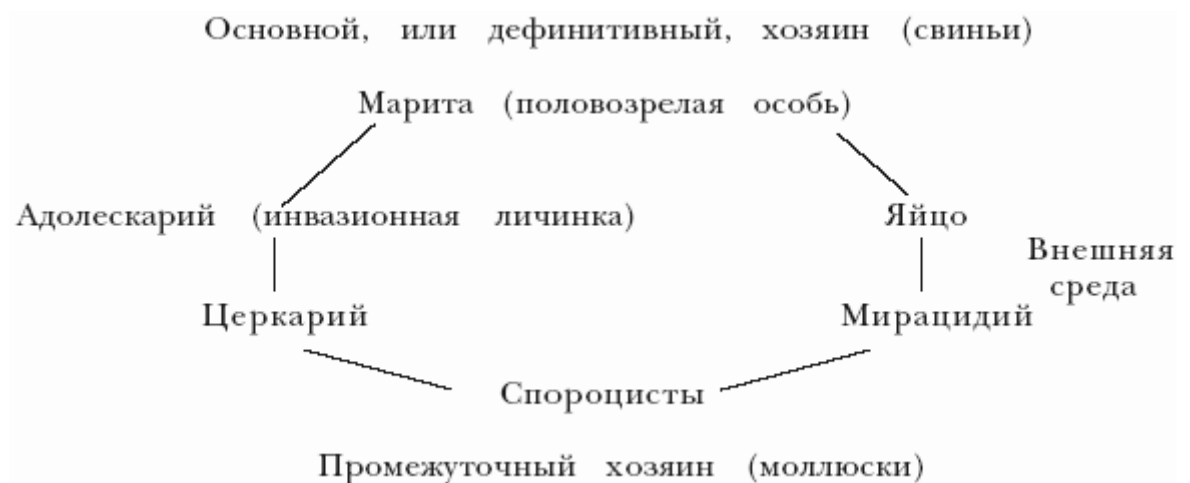 Основной, или дефинитивный, хозяин (свиньи)
Марита (половозрелая особь)
Адолескарий (инвазионная личинка)
Яйцо
Внешняя
среда
Церкарий
Мирацидий
Спороцисты
Промежуточный хозяин (моллюски)